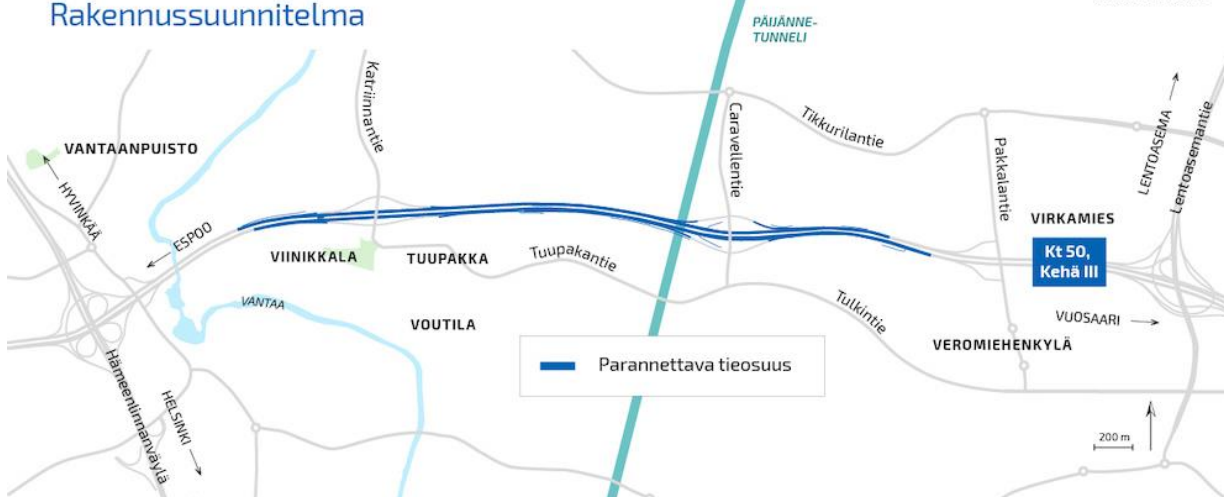 Rakennussuunnitelma
PÄIJÄNNE-
TUNNELI
Katriinnantie
Caravellentie
Tikkurilantie
Pakkalantie
LENTOASEMA
Lentoasemantie
VANTAANPUISTO
HYVINKÄÄ
ESPOO
VIINIKKALA
TUUPAKKA
Tuupakantie
VIRKAMIES
Kt 50,
Kehä III
VANTAA
VOUTILA
Tulkintie
VUOSAARI
VEROMIEHENKYLÄ
Hämeenlinnanväylä
HELSINKI
Parannettava tieosuus
200 m